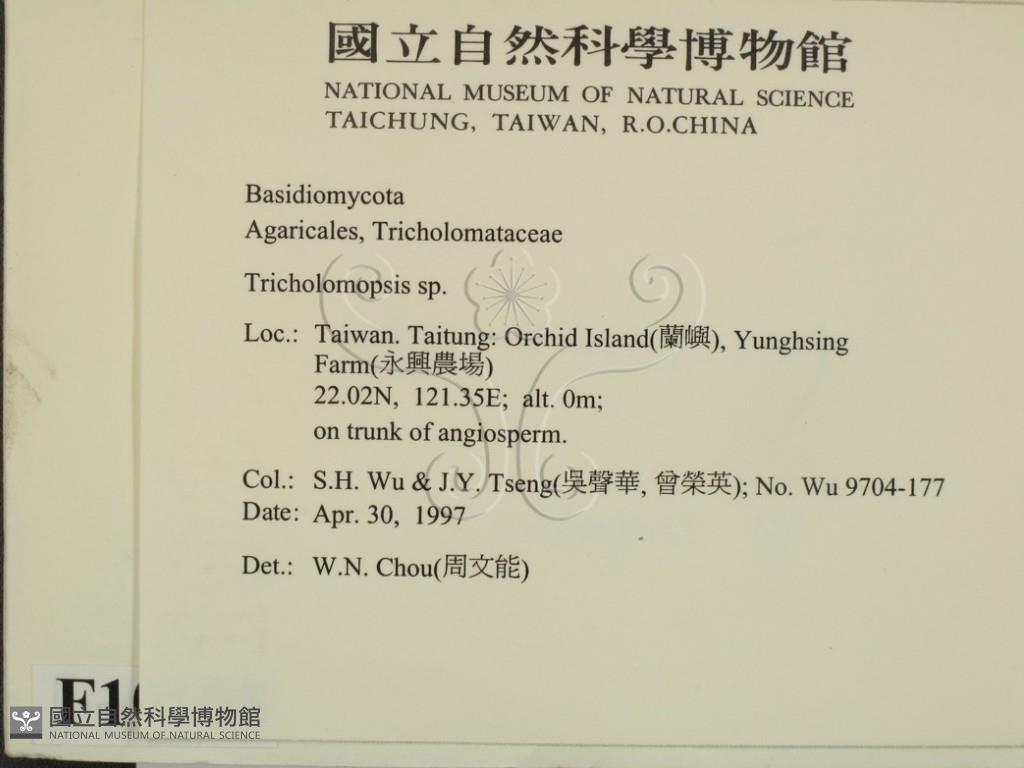 國立自然科學博物館
NATIONAL MUSEUM OF NATURAL SCIENCE
TAICHUNG, TAIWAN, R.O.CHINA
Basidiomycota
Agaricales, Tricholomataceae
Tricholomopsis sp.
Loc.: Taiwan. Taitung: Orchid Island(蘭嶼), Yunghsing
Farm(永興農場)
22.02N, 121.35E; alt. 0m;
on trunk of angiosperm.
Col.: S.H. Wu & J.Y. Tseng(吳聲華, 曾榮英); No. Wu 9704-177
Date: Apr. 30, 1997
Det.: W.N. Chou(周文能)
國立自然科學博物館
NATIONAL MUSEUM OF NATURAL SCIENCE